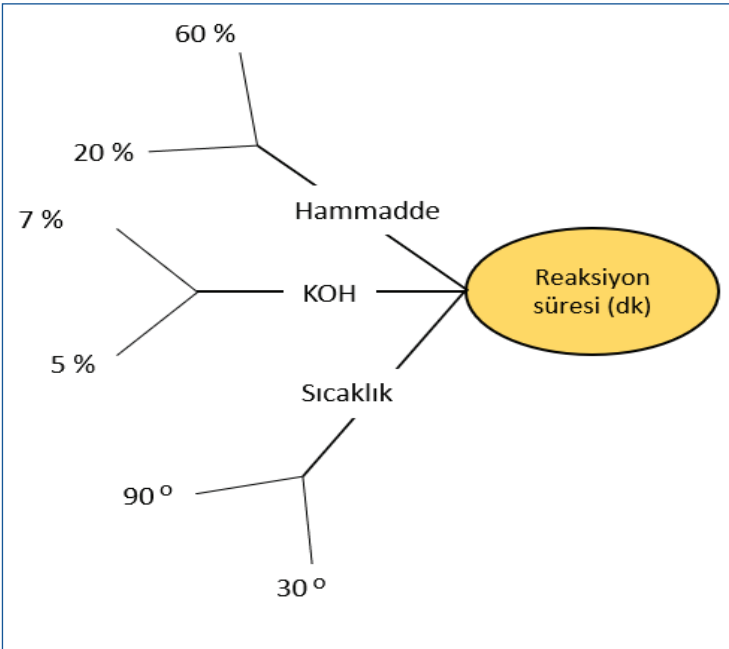 60 %
20 %
Hammadde
7 %
KOH
5 %
Reaksiyon
süresi (dk)
Sıcaklık
90 º
30 º